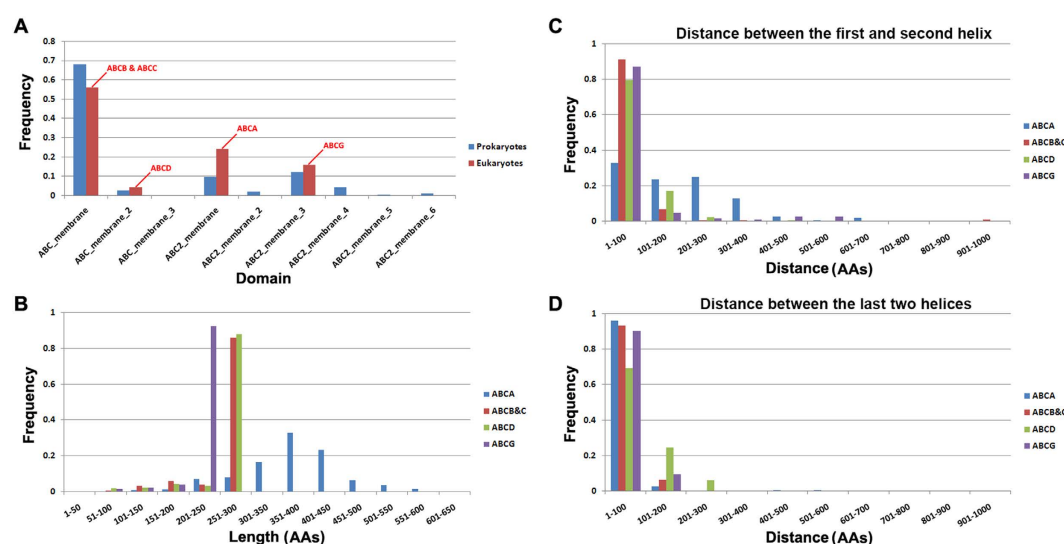 A
0.8
0.7
0.6
0.5
0.4
0.3
0.2
0.1
0
Frequency
ABCB & ABCC
ABCD
ABCA
ABCG
Prokaryotes
Eukaryotes
ABC_membrane
ABC_membrane_2
ABC_membrane_3
ABC2_membrane
ABC2_membrane_2
ABC2_membrane_3
ABC2_membrane_4
ABC2_membrane_5
ABC2_membrane_6
Domain
B
1
0.8
0.6
0.4
0.2
0
Frequency
ABCA
ABCB&C
ABCD
ABCG
1-50
51-100
101-150
151-200
201-250
251-300
301-350
351-400
401-450
451-500
501-550
551-600
601-650
Length (AAs)
C
Distance between the first and second helix
1
0.8
0.6
0.4
0.2
0
Frequency
ABCA
ABCB&C
ABCD
ABCG
1-100
101-200
201-300
301-400
401-500
501-600
601-700
701-800
801-900
901-1000
Distance (AAs)
D
Distance between the last two helices
1
0.8
0.6
0.4
0.2
0
Frequency
ABCA
ABCB&C
ABCD
ABCG
1-100
101-200
201-300
301-400
401-500
501-600
601-700
701-800
801-900
901-1000
Distance (AAs)